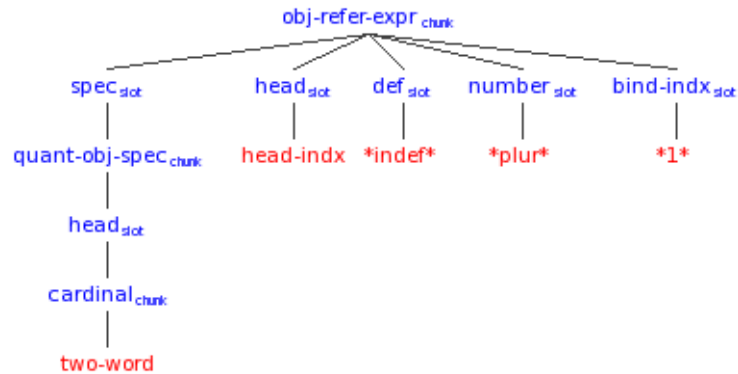 obj-refer-expr chunk
spec slot head slot def slot number slot bind-indx slot
quant-obj-spec chunk head-indx *indef* *plur* *1*
head slot
cardinal chunk
two-word